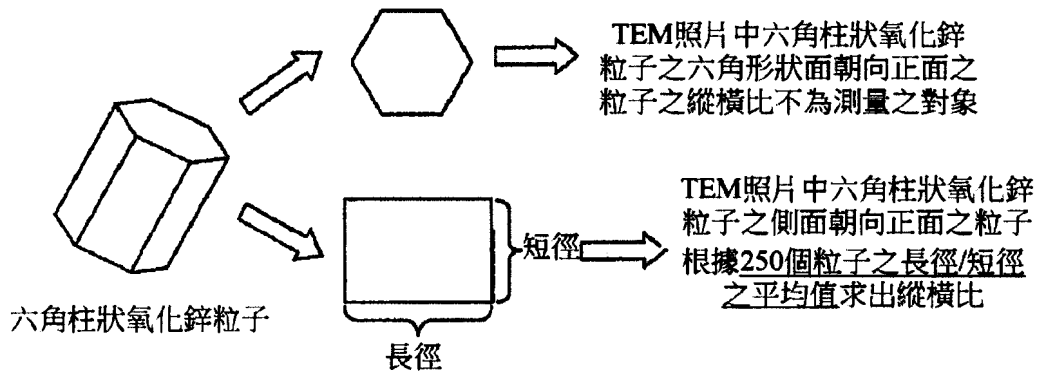 TEM照片中六角柱狀氧化鋅
粒子之六角形狀面朝向正面之
粒子之縱橫比不為測量之對象
TEM照片中六角柱狀氧化鋅
粒子之側面朝向正面之粒子
根據250個粒子之長徑/短徑
之平均值求出縱橫比
短徑
長徑
六角柱狀氧化鋅粒子